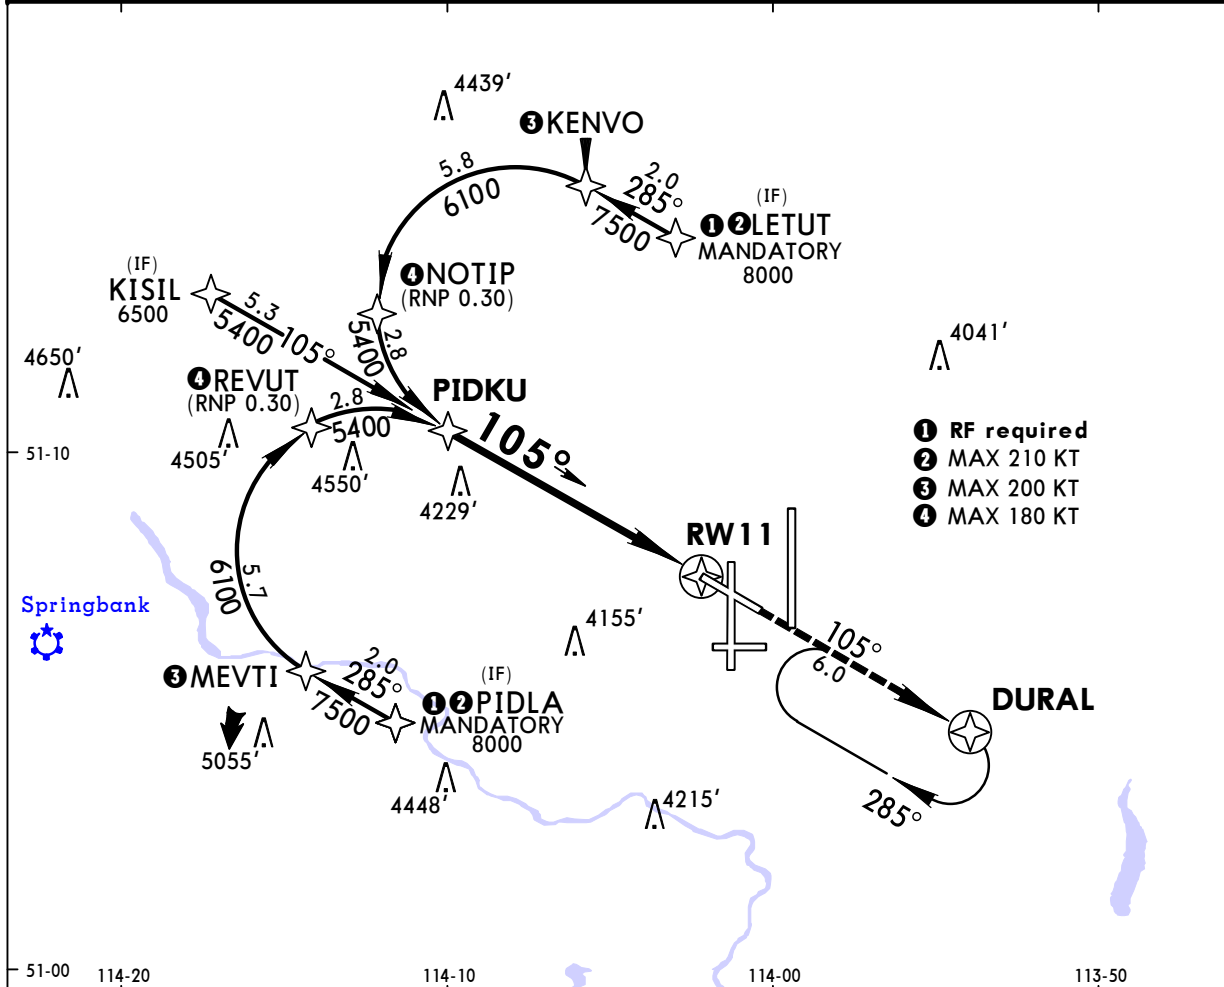 4439'
❸KENVO
5.8
6100
2.0
285°
7500
(IF)
❶❷LETUT
MANDATORY
8000
(IF)
KISIL
6500
5.3
5400
105°
❹NOTIP
(RNP 0.30)
2.8
5400
4041'
4650'
❹REVUT
(RNP 0.30)
2.8
5400
PIDKU
105°
❶ RF required
❷ MAX 210 KT
❸ MAX 200 KT
❹ MAX 180 KT
51-10
4505'
4550'
4229'
RW11
5.7
6100
Springbank
4155'
105°
6.0
❸MEVTI
2.0
285°
7500
(IF)
❶❷PIDLA
MANDATORY
8000
DURAL
5055'
4448'
4215'
285°
51-00
114-20
114-10
114-00
113-50